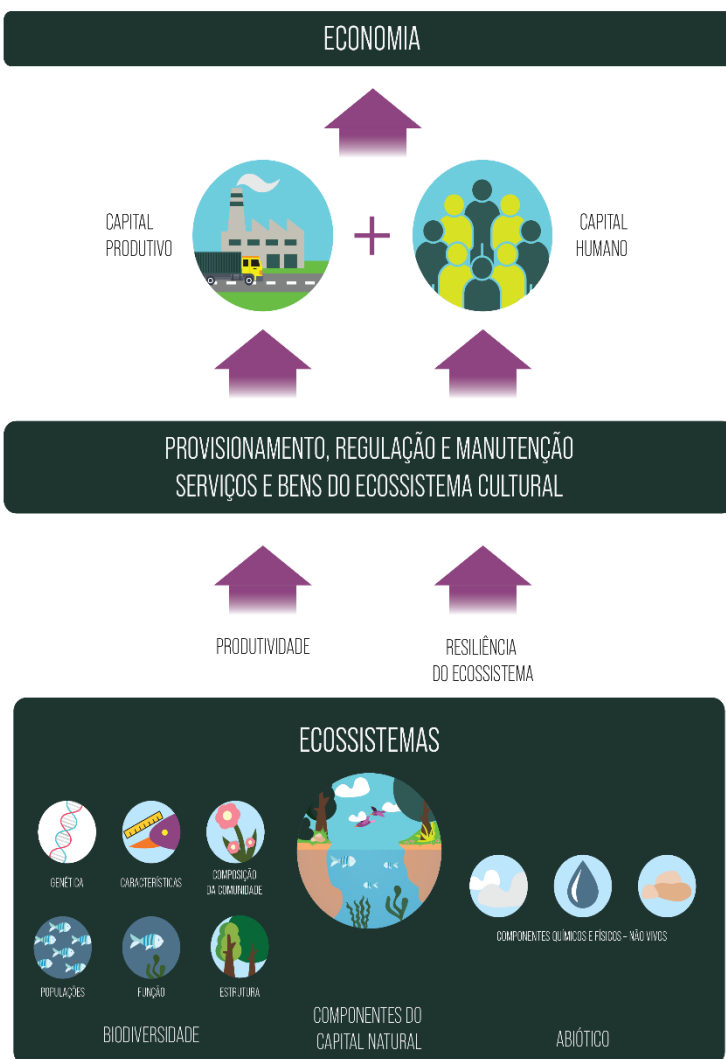 ECONOMIA
CAPITAL
PRODUTIVO
CAPITAL
HUMANO
PROVISIONAMENTO, REGULAÇÃO E MANUTENÇÃO
SERVIÇOS E BENS DO ECOSSISTEMA CULTURAL
PRODUTIVIDADE
RESILIÊNCIA
DO ECOSSISTEMA
ECOSSISTEMAS
GENÉTICA
CARACTERÍSTICAS
COMPOSIÇÃO
DA COMUNIDADE
POPULAÇÕES
FUNÇÃO
ESTRUTURA
COMPONENTES QUÍMICOS E FÍSICOS – NÃO VIVOS
BIODIVERSIDADE
COMPONENTES DO
CAPITAL NATURAL
ABIÓTICO